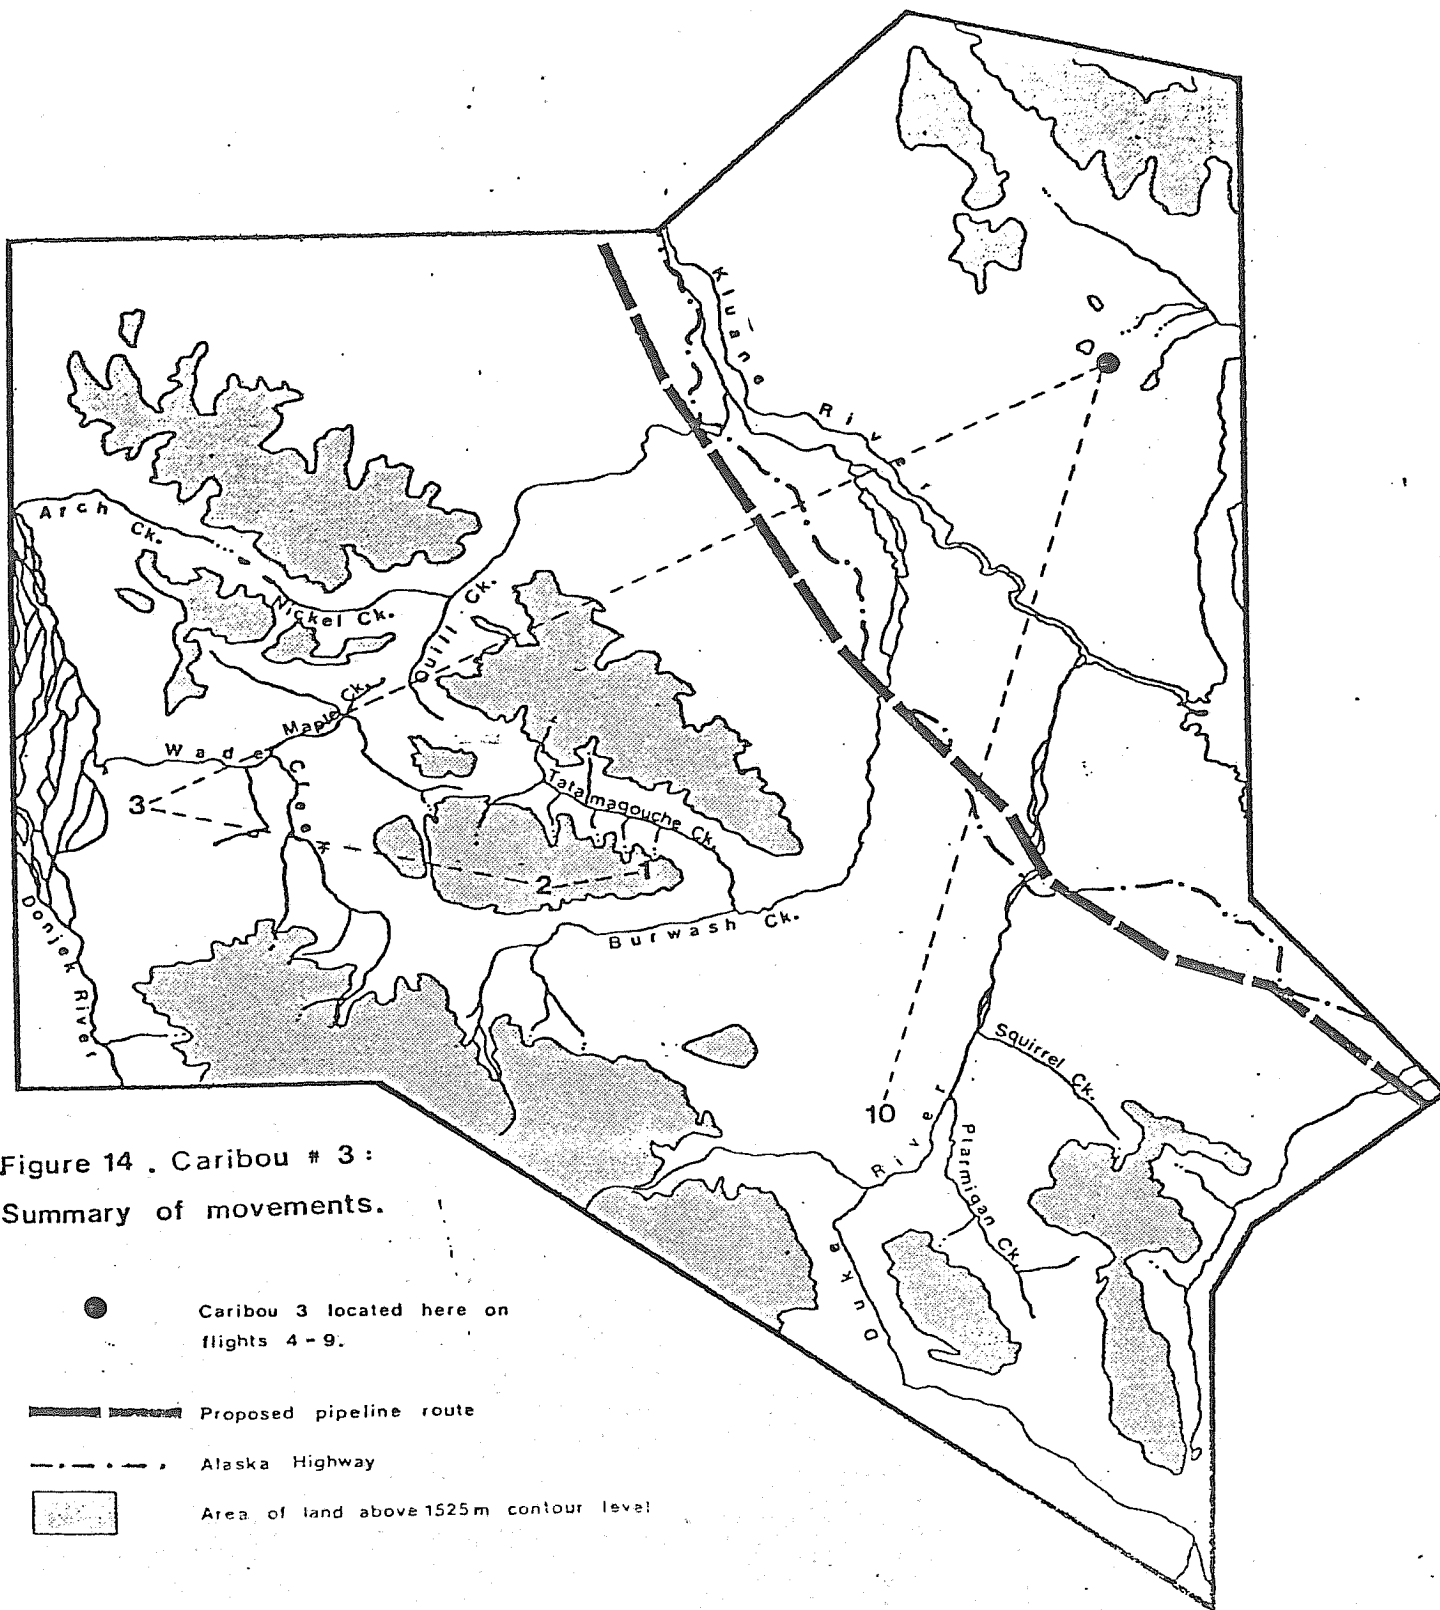 Kluane
River
Arch
Ck.
Nickel Ck.
Quill Ck.
Maple Ck.
Wade
Creek
3
Tatamagouche Ck.
1
2
Burwash Ck.
Donjek River
Squirrel Ck.
10
River
Ptarmigan Ck.
Duke
Figure 14 . Caribou # 3 :
Summary of movements.
Caribou 3 located here on
flights 4 - 9.
Proposed pipeline route
Alaska Highway
Area of land above 1525m contour level